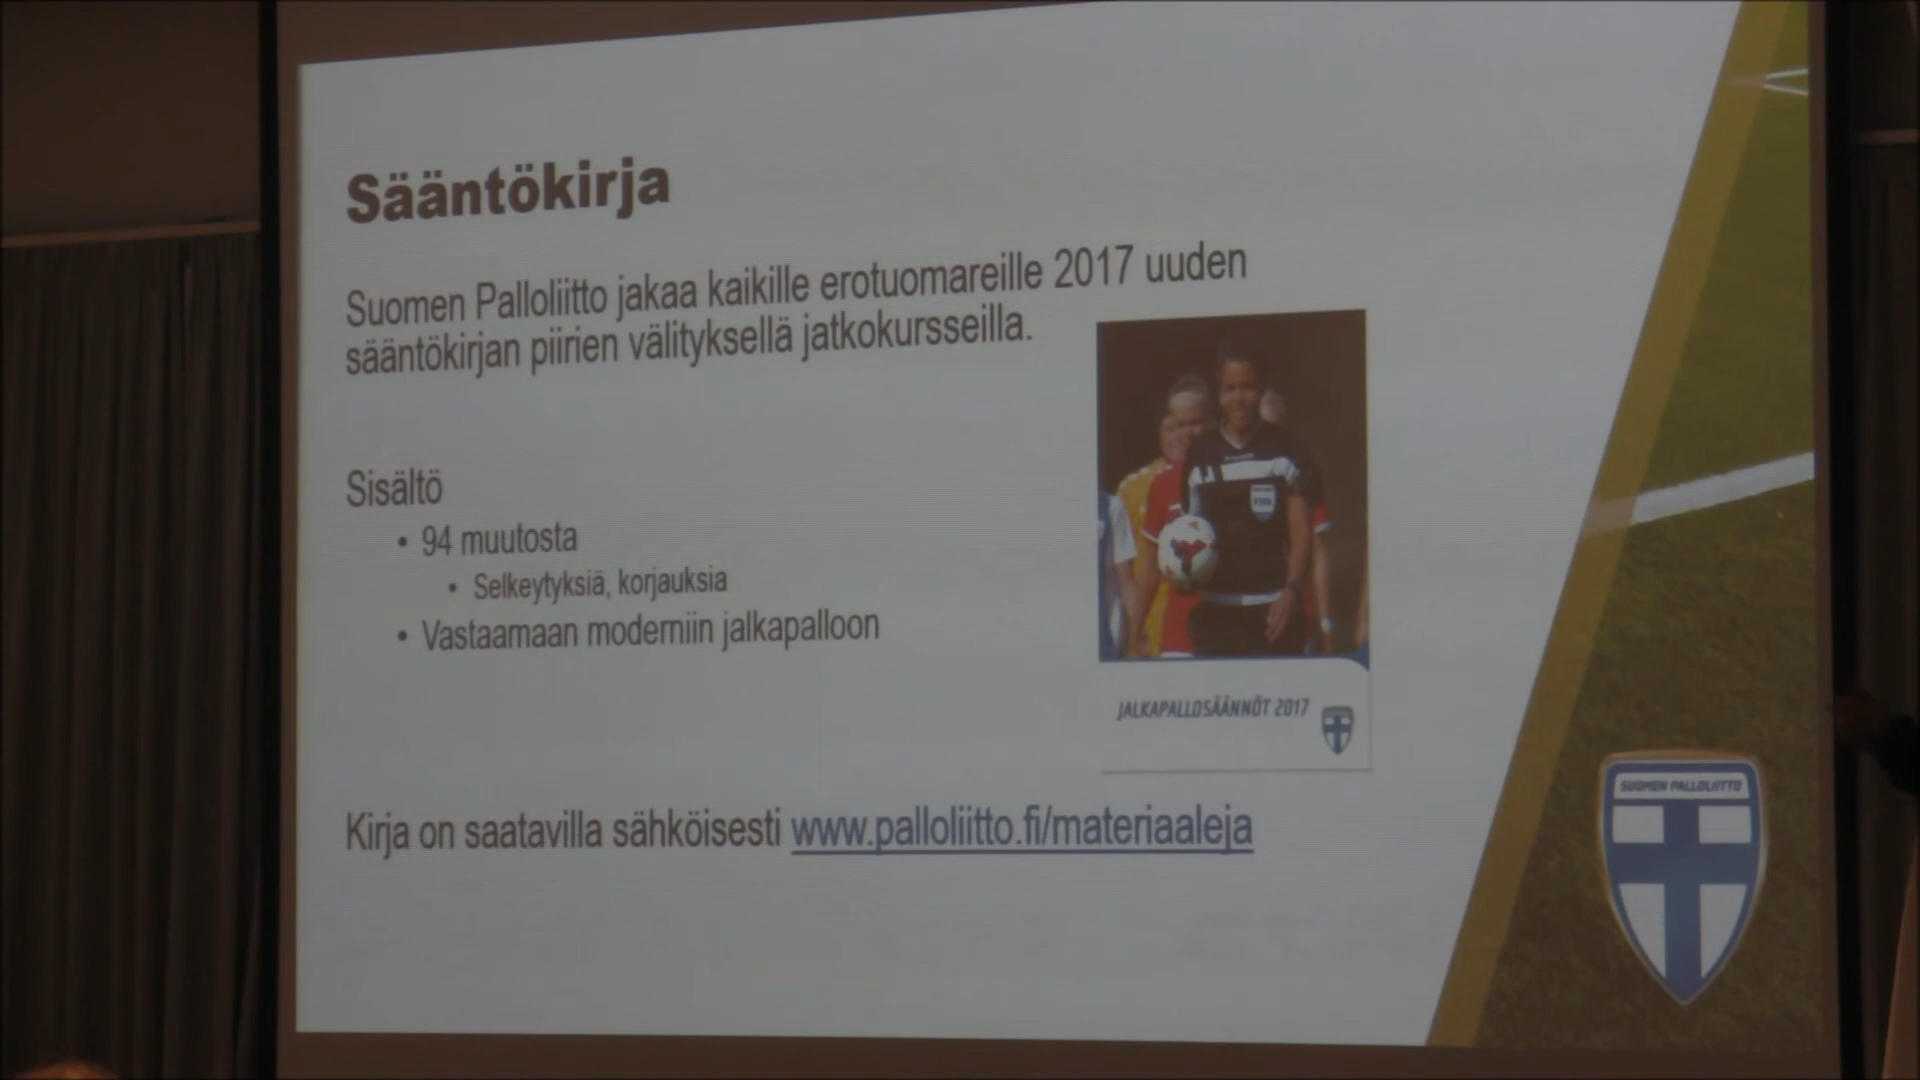 Sääntökirja
Suomen Palloliitto jakaa kaikille erotuomareille 2017 uuden
sääntökirjan piirien välityksellä jatkokursseilla.
Sisältö
• 94 muutosta
• Selkeytyksiä, korjauksia
• Vastaamaan moderniin jalkapalloon
JALKAPALLOSÄÄNNÖT 2017
Kirja on saatavilla sähköisesti www.palloliitto.fi/materiaaleja
SUOMEN PALLOLIITTO